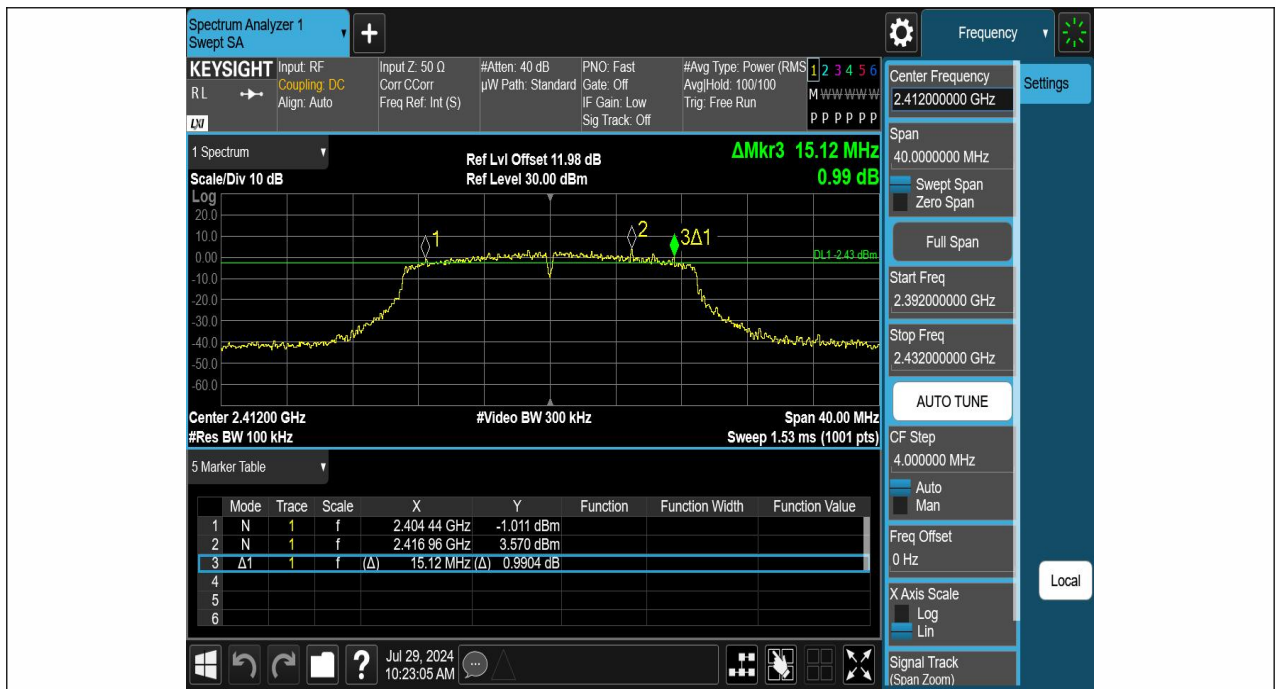 Spectrum Analyzer 1
Swept SA
+
Frequency
KEYSIGHT
RL
LXI
Input: RF
Coupling: DC
Align: Auto
Input Z: 50 Ω
Corr CCorr
Freq Ref: Int (S)
#Atten: 40 dB
µW Path: Standard
PNO: Fast
Gate: Off
IF Gain: Low
Sig Track: Off
#Avg Type: Power (RMS
Avg|Hold: 100/100
Trig: Free Run
1 2 3 4 5 6
M W W W W W
P P P P P P
1 Spectrum
Scale/Div 10 dB
Ref Lvl Offset 11.98 dB
Ref Level 30.00 dBm
ΔMkr3 15.12 MHz
0.99 dB
Log
20.0
10.0
0.00
-10.0
-20.0
-30.0
-40.0
-50.0
-60.0
1
2
3Δ1
DL1 -2.43 dBm
Center 2.41200 GHz
#Video BW 300 kHz
Span 40.00 MHz
#Res BW 100 kHz
Sweep 1.53 ms (1001 pts)
5 Marker Table
Mode Trace Scale X Y Function Function Width Function Value
1 N 1 f 2.404 44 GHz -1.011 dBm
2 N 1 f 2.416 96 GHz 3.570 dBm
3 Δ1 1 f (Δ) 15.12 MHz (Δ) 0.9904 dB
4
5
6
Center Frequency
2.412000000 GHz
Span
40.0000000 MHz
Swept Span
Zero Span
Full Span
Start Freq
2.392000000 GHz
Stop Freq
2.432000000 GHz
AUTO TUNE
CF Step
4.000000 MHz
Auto
Man
Freq Offset
0 Hz
X Axis Scale
Log
Lin
Signal Track
(Span Zoom)
Settings
Local
?
Jul 29, 2024
10:23:05 AM